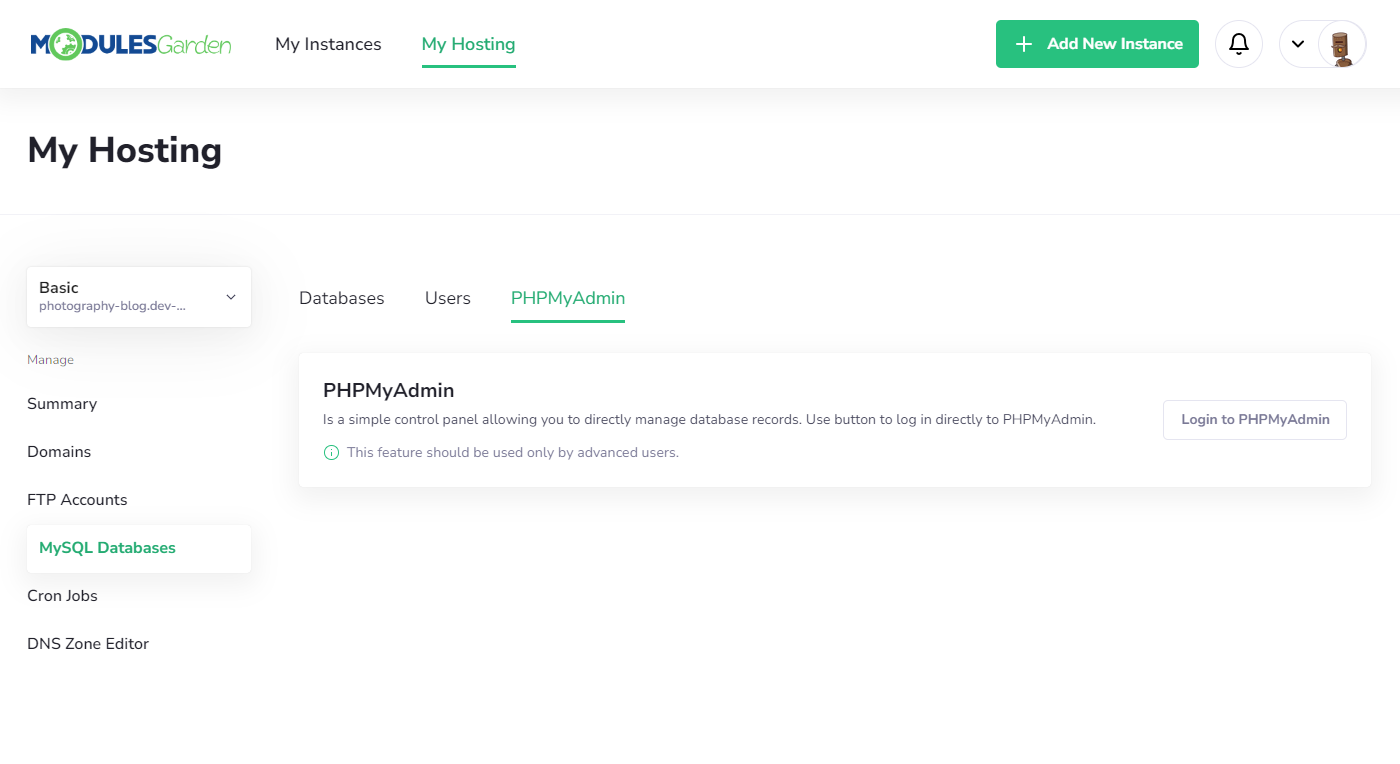 MODULESGarden
My Instances
My Hosting
Add New Instance
My Hosting
Basic
photography-blog.dev-...
Manage
Summary
Domains
FTP Accounts
MySQL Databases
Cron Jobs
DNS Zone Editor
Databases
Users
PHPMyAdmin
PHPMyAdmin
Is a simple control panel allowing you to directly manage database records. Use button to log in directly to PHPMyAdmin.
This feature should be used only by advanced users.
Login to PHPMyAdmin